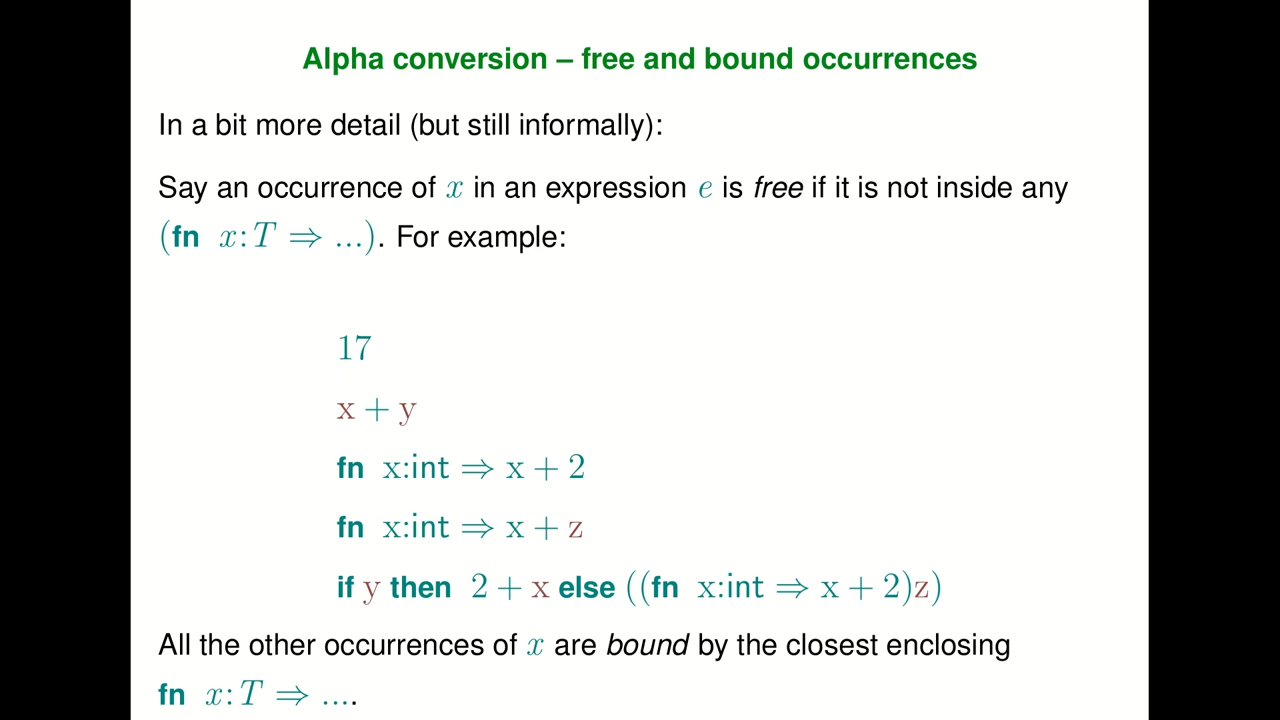 Alpha conversion – free and bound occurrences
In a bit more detail (but still informally):
Say an occurrence of x in an expression e is free if it is not inside any
(fn x:T ⇒ ...). For example:
17
x + y
fn x:int ⇒ x + 2
fn x:int ⇒ x + z
if y then 2 + x else ((fn x:int ⇒ x + 2)z)
All the other occurrences of x are bound by the closest enclosing
fn x:T ⇒ ....